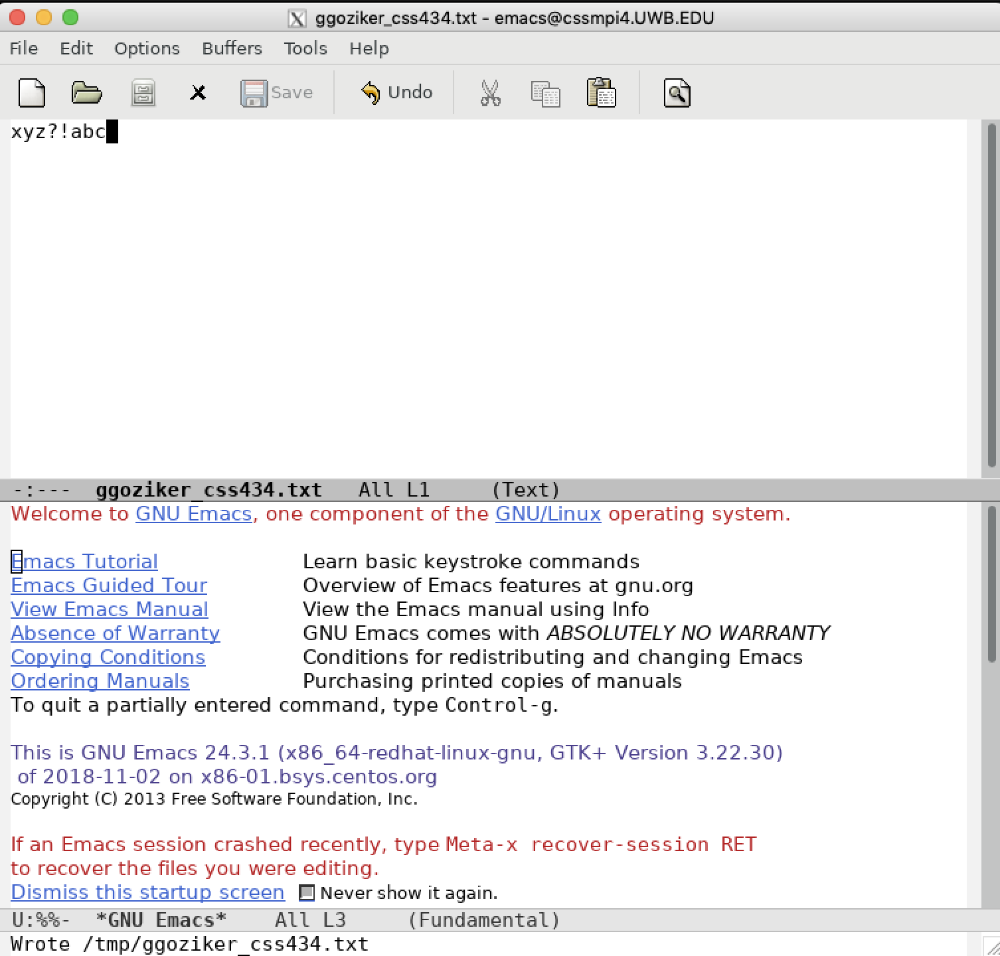 ggoziker_css434.txt - emacs@cssmpi4.UWB.EDU
File Edit Options Buffers Tools Help
Save Undo
xyz?!abc
-:--- ggoziker_css434.txt All L1 (Text)
Welcome to GNU Emacs, one component of the GNU/Linux operating system.
Emacs Tutorial Learn basic keystroke commands
Emacs Guided Tour Overview of Emacs features at gnu.org
View Emacs Manual View the Emacs manual using Info
Absence of Warranty GNU Emacs comes with ABSOLUTELY NO WARRANTY
Copying Conditions Conditions for redistributing and changing Emacs
Ordering Manuals Purchasing printed copies of manuals
To quit a partially entered command, type Control-g.
This is GNU Emacs 24.3.1 (x86_64-redhat-linux-gnu, GTK+ Version 3.22.30)
of 2018-11-02 on x86-01.bsys.centos.org
Copyright (C) 2013 Free Software Foundation, Inc.
If an Emacs session crashed recently, type Meta-x recover-session RET
to recover the files you were editing.
Dismiss this startup screen Never show it again.
U:%%- *GNU Emacs* All L3 (Fundamental)
Wrote /tmp/ggoziker_css434.txt